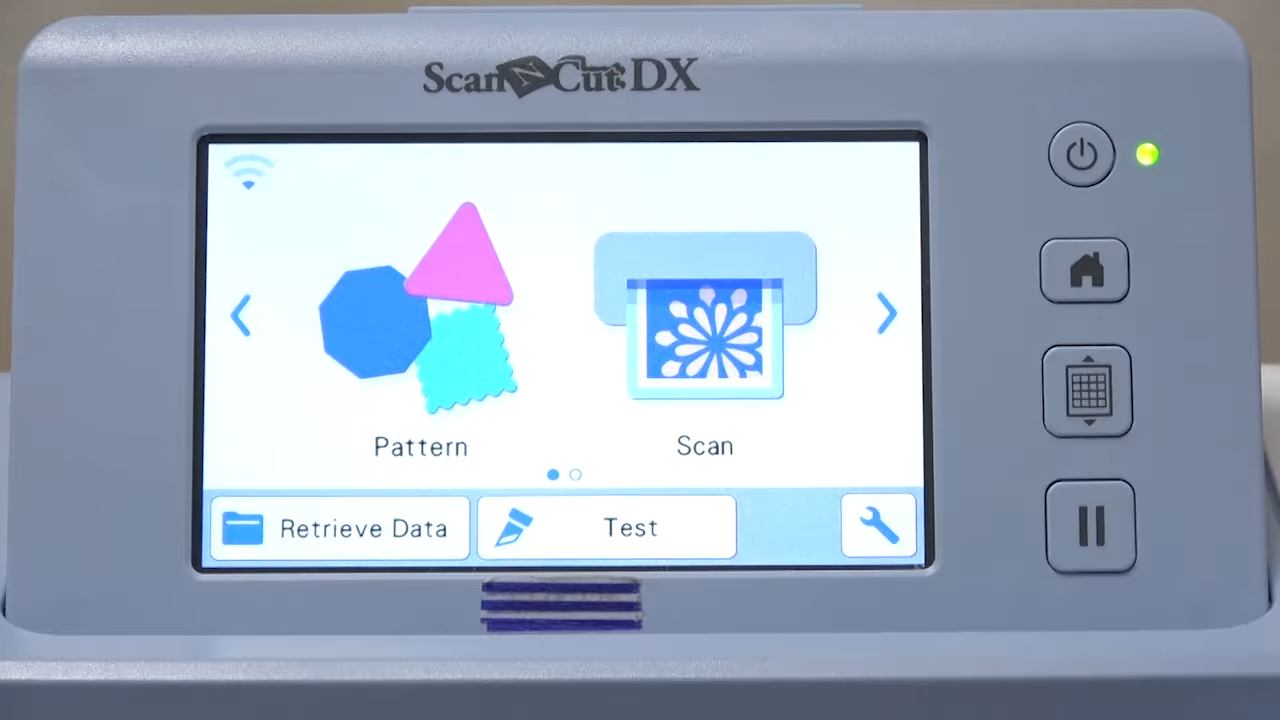 ScanNCut DX
Pattern
Scan
Retrieve Data
Test